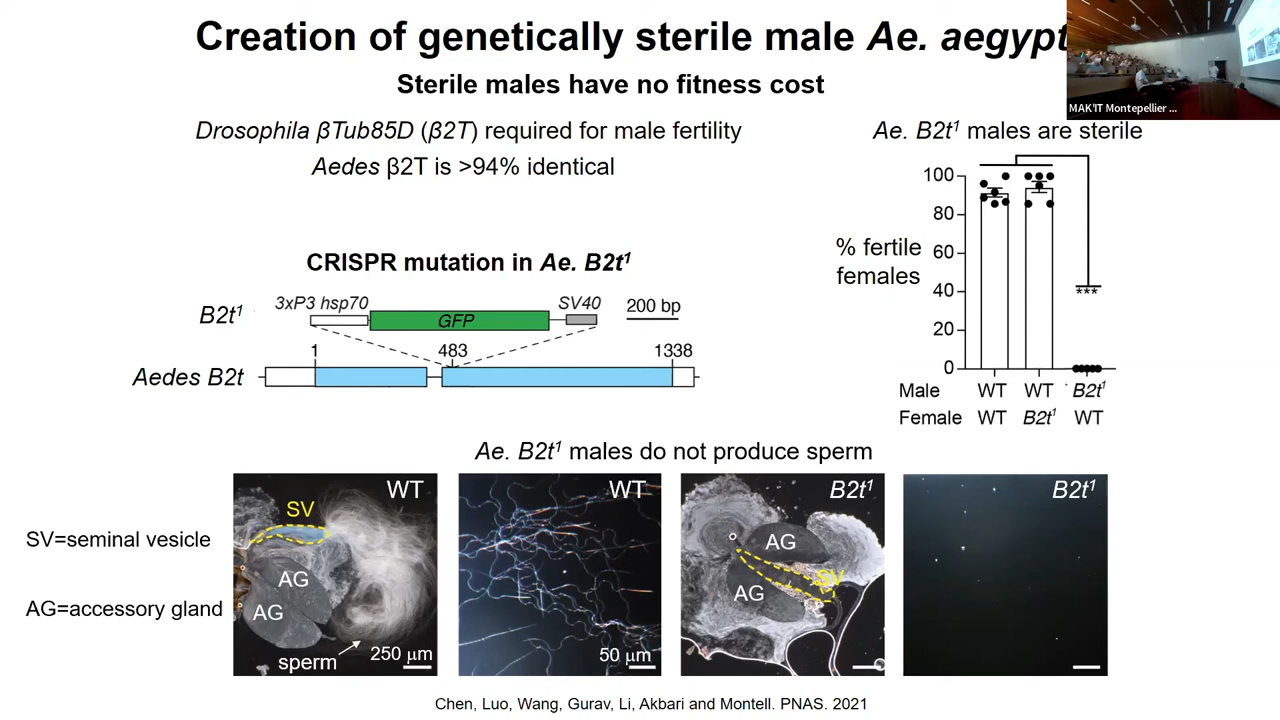 Creation of genetically sterile male Ae. aegypt
Sterile males have no fitness cost
MAK'IT Montepellier ...
Drosophila βTub85D (β2T) required for male fertility
Aedes β2T is >94% identical
Ae. B2t¹ males are sterile
100
80
60
40
20
0
% fertile
females
***
Male WT WT B2t¹
Female WT B2t¹ WT
CRISPR mutation in Ae. B2t¹
3xP3 hsp70
SV40
200 bp
B2t¹
GFP
1
483
1338
Aedes B2t
Ae. B2t¹ males do not produce sperm
SV=seminal vesicle
AG=accessory gland
WT
SV
AG
AG
sperm
250 μm
WT
50 μm
B2t¹
AG
SV
AG
B2t¹
Chen, Luo, Wang, Gurav, Li, Akbari and Montell. PNAS. 2021